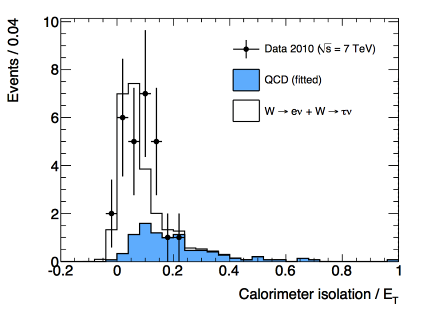 Events / 0.04
10
8
6
4
2
0
Data 2010 (√s = 7 TeV)
QCD (fitted)
W → eν + W → τν
-0.2 0 0.2 0.4 0.6 0.8 1
Calorimeter isolation / E_T